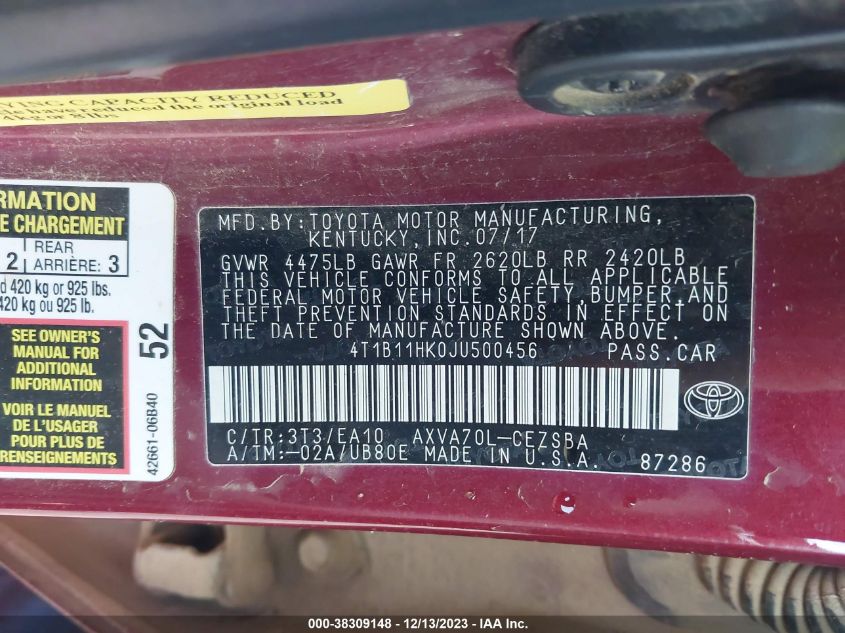 YING CAPACITY REDUCED
original load
4kg or 8lbs
RMATION
E CHARGEMENT
2 REAR
ARRIÈRE: 3
d 420 kg or 925 lbs.
420 kg ou 925 lb.
SEE OWNER'S
MANUAL FOR
ADDITIONAL
INFORMATION
VOIR LE MANUEL
DE L'USAGER
POUR PLUS DE
RENSEIGNEMENTS
52
42661-06B40
MFD.BY:TOYOTA MOTOR MANUFACTURING,
KENTUCKY,INC.07/17
GVWR 4475LB GAWR FR 2620LB RR 2420LB
THIS VEHICLE CONFORMS TO ALL APPLICABLE
FEDERAL MOTOR VEHICLE SAFETY,BUMPER,AND
THEFT PREVENTION STANDARDS IN EFFECT ON
THE DATE OF MANUFACTURE SHOWN ABOVE.
4T1B11HK0JU500456 PASS.CAR
C/TR:3T3/EA10 AXVA70L-CEZSBA
A/TM:-02A/UB80E MADE IN U.S.A. 87286
000-38309148 - 12/13/2023 - IAA Inc.